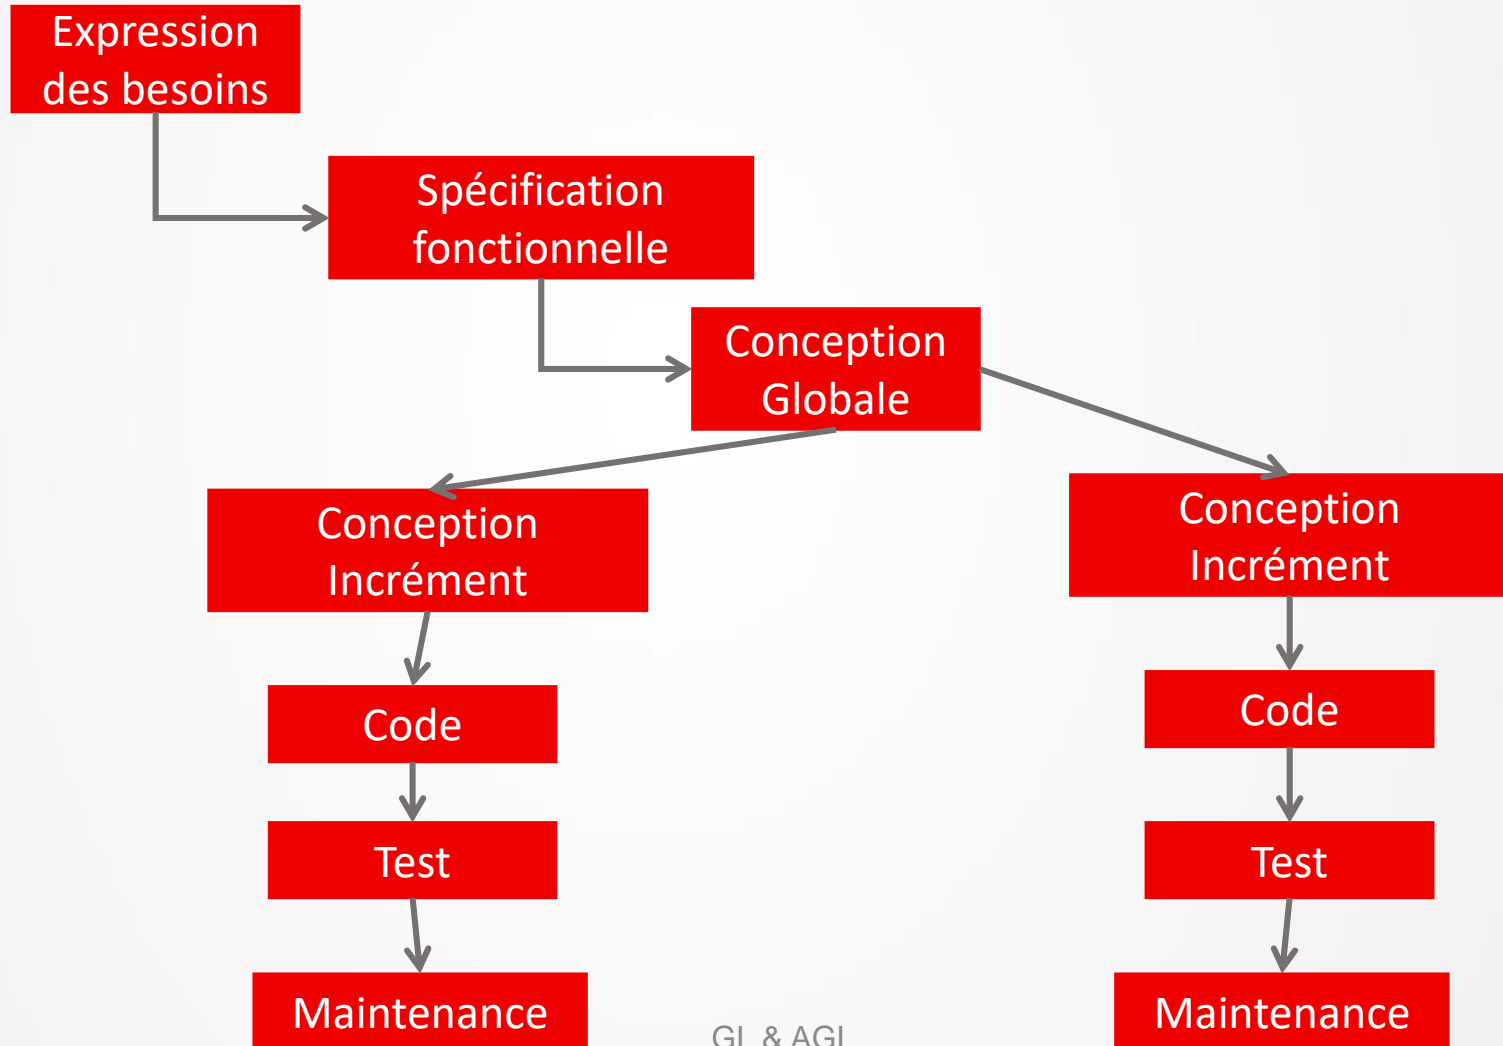 Expression
des besoins
Spécification
fonctionnelle
Conception
Globale
Conception
Incrément
Conception
Incrément
Code
Code
Test
Test
Maintenance
Maintenance
GL & AGL